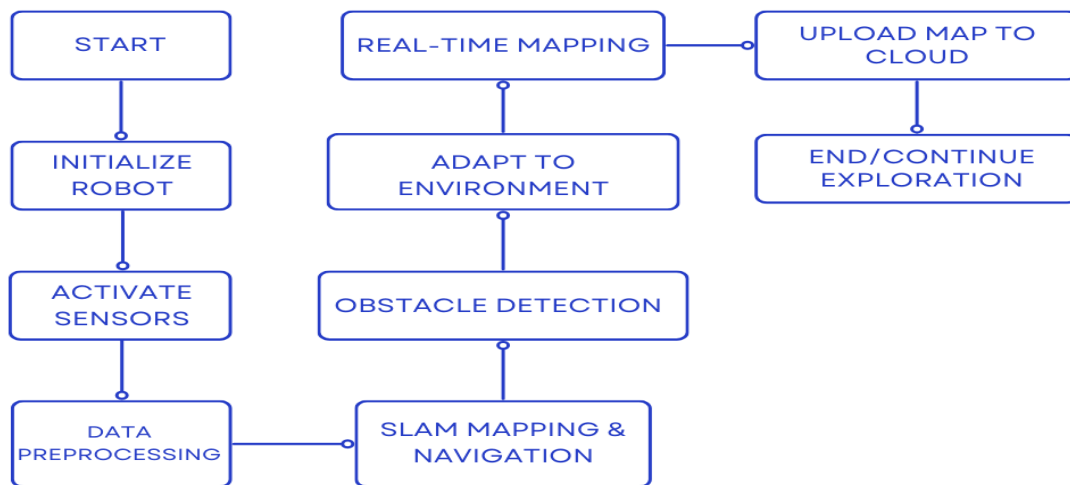 START
INITIALIZE
ROBOT
ACTIVATE
SENSORS
DATA
PREPROCESSING
SLAM MAPPING &
NAVIGATION
OBSTACLE DETECTION
ADAPT TO
ENVIRONMENT
REAL-TIME MAPPING
UPLOAD MAP TO
CLOUD
END/CONTINUE
EXPLORATION